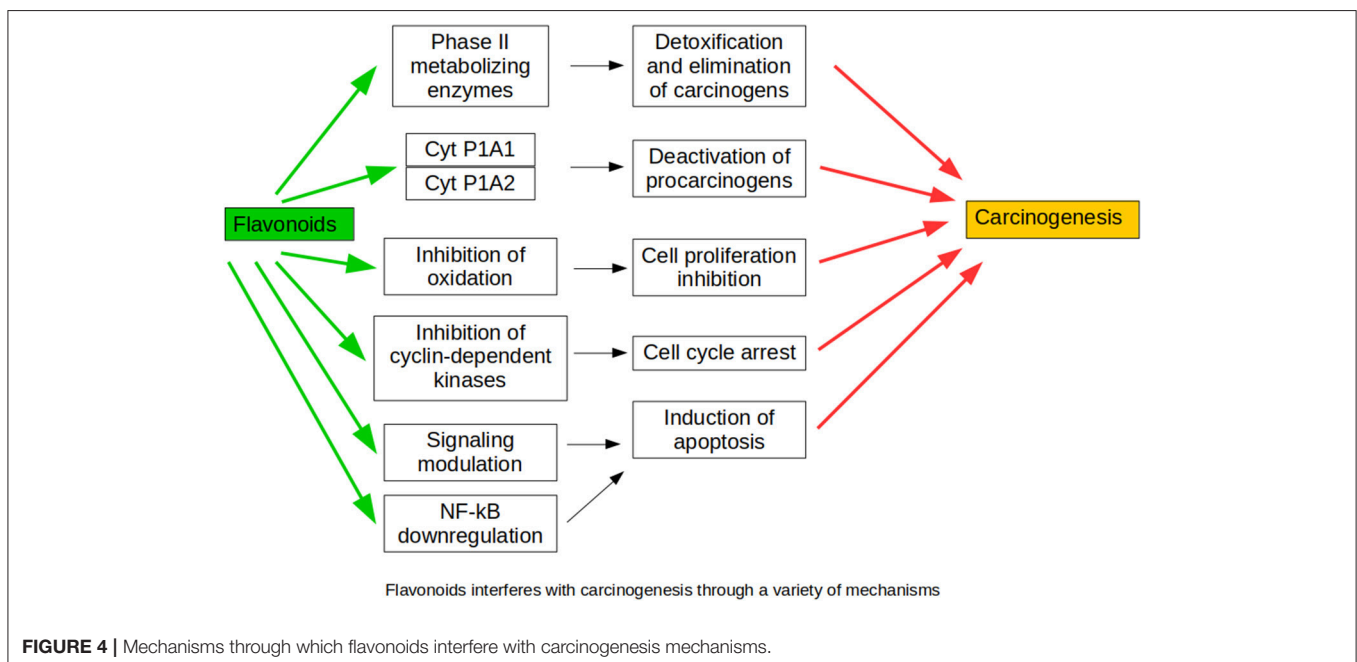 Phase II
metabolizing
enzymes
Detoxification
and elimination
of carcinogens
Cyt P1A1
Cyt P1A2
Deactivation of
procarcinogens
Flavonoids
Carcinogenesis
Inhibition of
oxidation
Cell proliferation
inhibition
Inhibition of
cyclin-dependent
kinases
Cell cycle arrest
Signaling
modulation
Induction of
apoptosis
NF-kB
downregulation
Flavonoids interferes with carcinogenesis through a variety of mechanisms
FIGURE 4 | Mechanisms through which flavonoids interfere with carcinogenesis mechanisms.